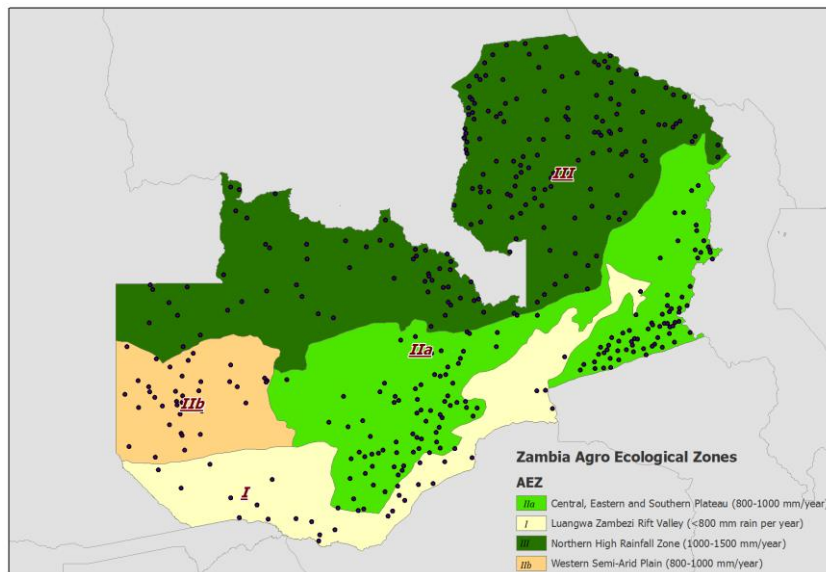 III
IIa
IIb
I
Zambia Agro Ecological Zones
AEZ
IIa Central, Eastern and Southern Plateau (800-1000 mm/year)
I Luangwa Zambezi Rift Valley (<800 mm rain per year)
III Northern High Rainfall Zone (1000-1500 mm/year)
IIb Western Semi-Arid Plain (800-1000 mm/year)